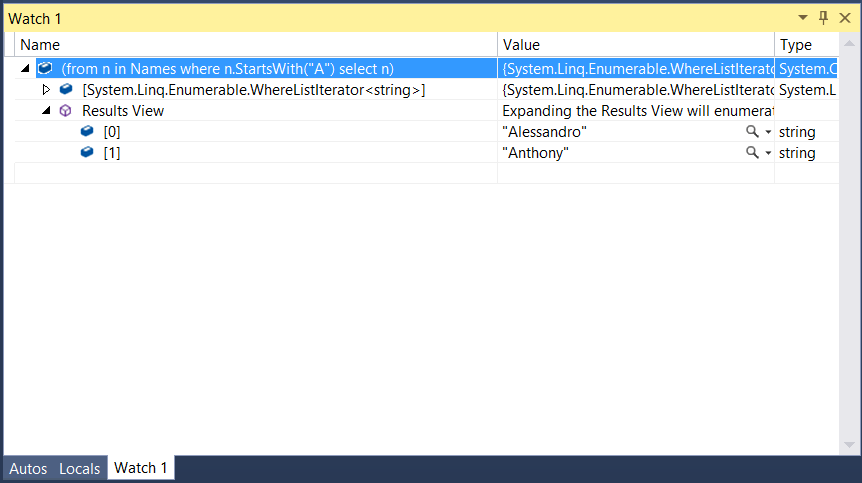 Watch 1
Name Value Type
(from n in Names where n.StartsWith("A") select n) {System.Linq.Enumerable.WhereListIterato System.C
[System.Linq.Enumerable.WhereListIterator<string>] {System.Linq.Enumerable.WhereListIterato System.L
Results View Expanding the Results View will enumerat
[0] "Alessandro" string
[1] "Anthony" string
Autos Locals Watch 1